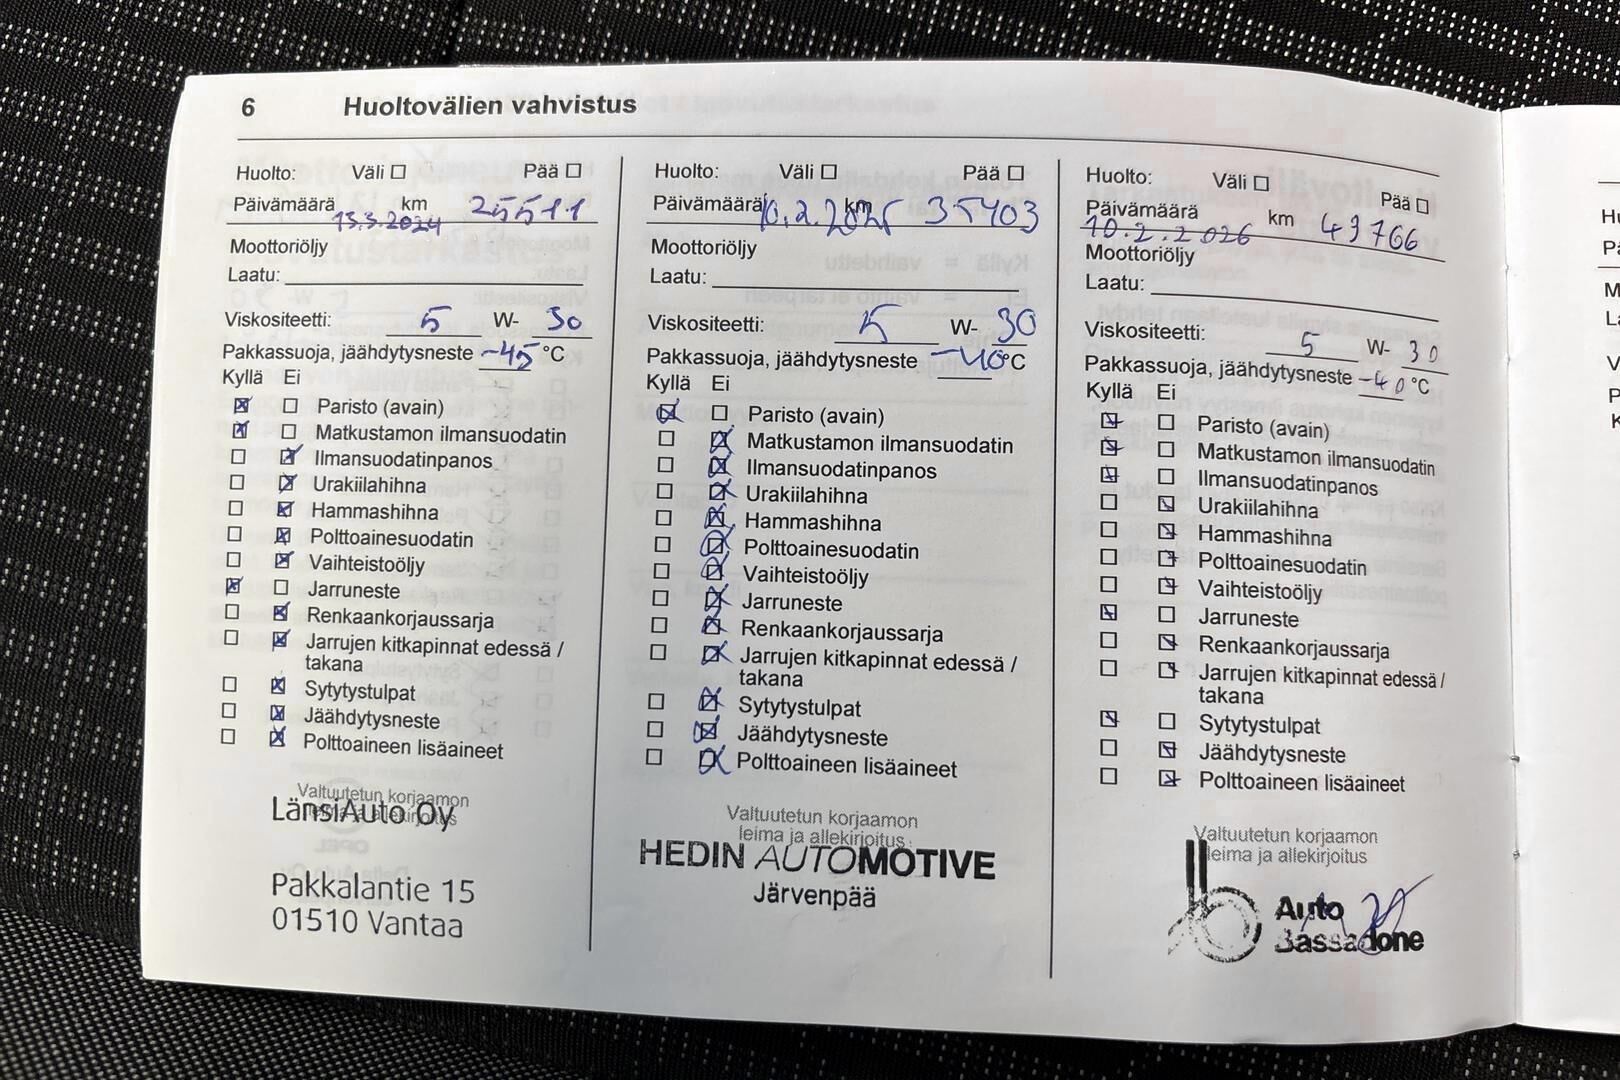 6 Huoltovälien vahvistus
Huolto: Väli Pää
Päivämäärä 13.3.2024 km 25511
Moottoriöljy
Laatu:
Viskositeetti: 5 W- 30
Pakkassuoja, jäähdytysneste -45 °C
Kyllä Ei
Paristo (avain)
Matkustamon ilmansuodatin
Ilmansuodatinpanos
Urakiilahihna
Hammashihna
Polttoainesuodatin
Vaihteistoöljy
Jarruneste
Renkaankorjaussarja
Jarrujen kitkapinnat edessä /
takana
Sytytystulpat
Jäähdytysneste
Polttoaineen lisäaineet
Valtuutetun korjaamon
leima ja allekirjoitus
LänsiAuto Oy
Pakkalantie 15
01510 Vantaa
Huolto: Väli Pää
Päivämäärä 10.2.2025 km 35403
Moottoriöljy
Laatu:
Viskositeetti: 5 W- 30
Pakkassuoja, jäähdytysneste -40 °C
Kyllä Ei
Paristo (avain)
Matkustamon ilmansuodatin
Ilmansuodatinpanos
Urakiilahihna
Hammashihna
Polttoainesuodatin
Vaihteistoöljy
Jarruneste
Renkaankorjaussarja
Jarrujen kitkapinnat edessä /
takana
Sytytystulpat
Jäähdytysneste
Polttoaineen lisäaineet
Valtuutetun korjaamon
leima ja allekirjoitus
HEDIN AUTOMOTIVE
Järvenpää
Huolto: Väli Pää
Päivämäärä 10.2.2026 km 43766
Moottoriöljy
Laatu:
Viskositeetti: 5 W- 30
Pakkassuoja, jäähdytysneste -40 °C
Kyllä Ei
Paristo (avain)
Matkustamon ilmansuodatin
Ilmansuodatinpanos
Urakiilahihna
Hammashihna
Polttoainesuodatin
Vaihteistoöljy
Jarruneste
Renkaankorjaussarja
Jarrujen kitkapinnat edessä /
takana
Sytytystulpat
Jäähdytysneste
Polttoaineen lisäaineet
Valtuutetun korjaamon
leima ja allekirjoitus
Auto
Bassadone